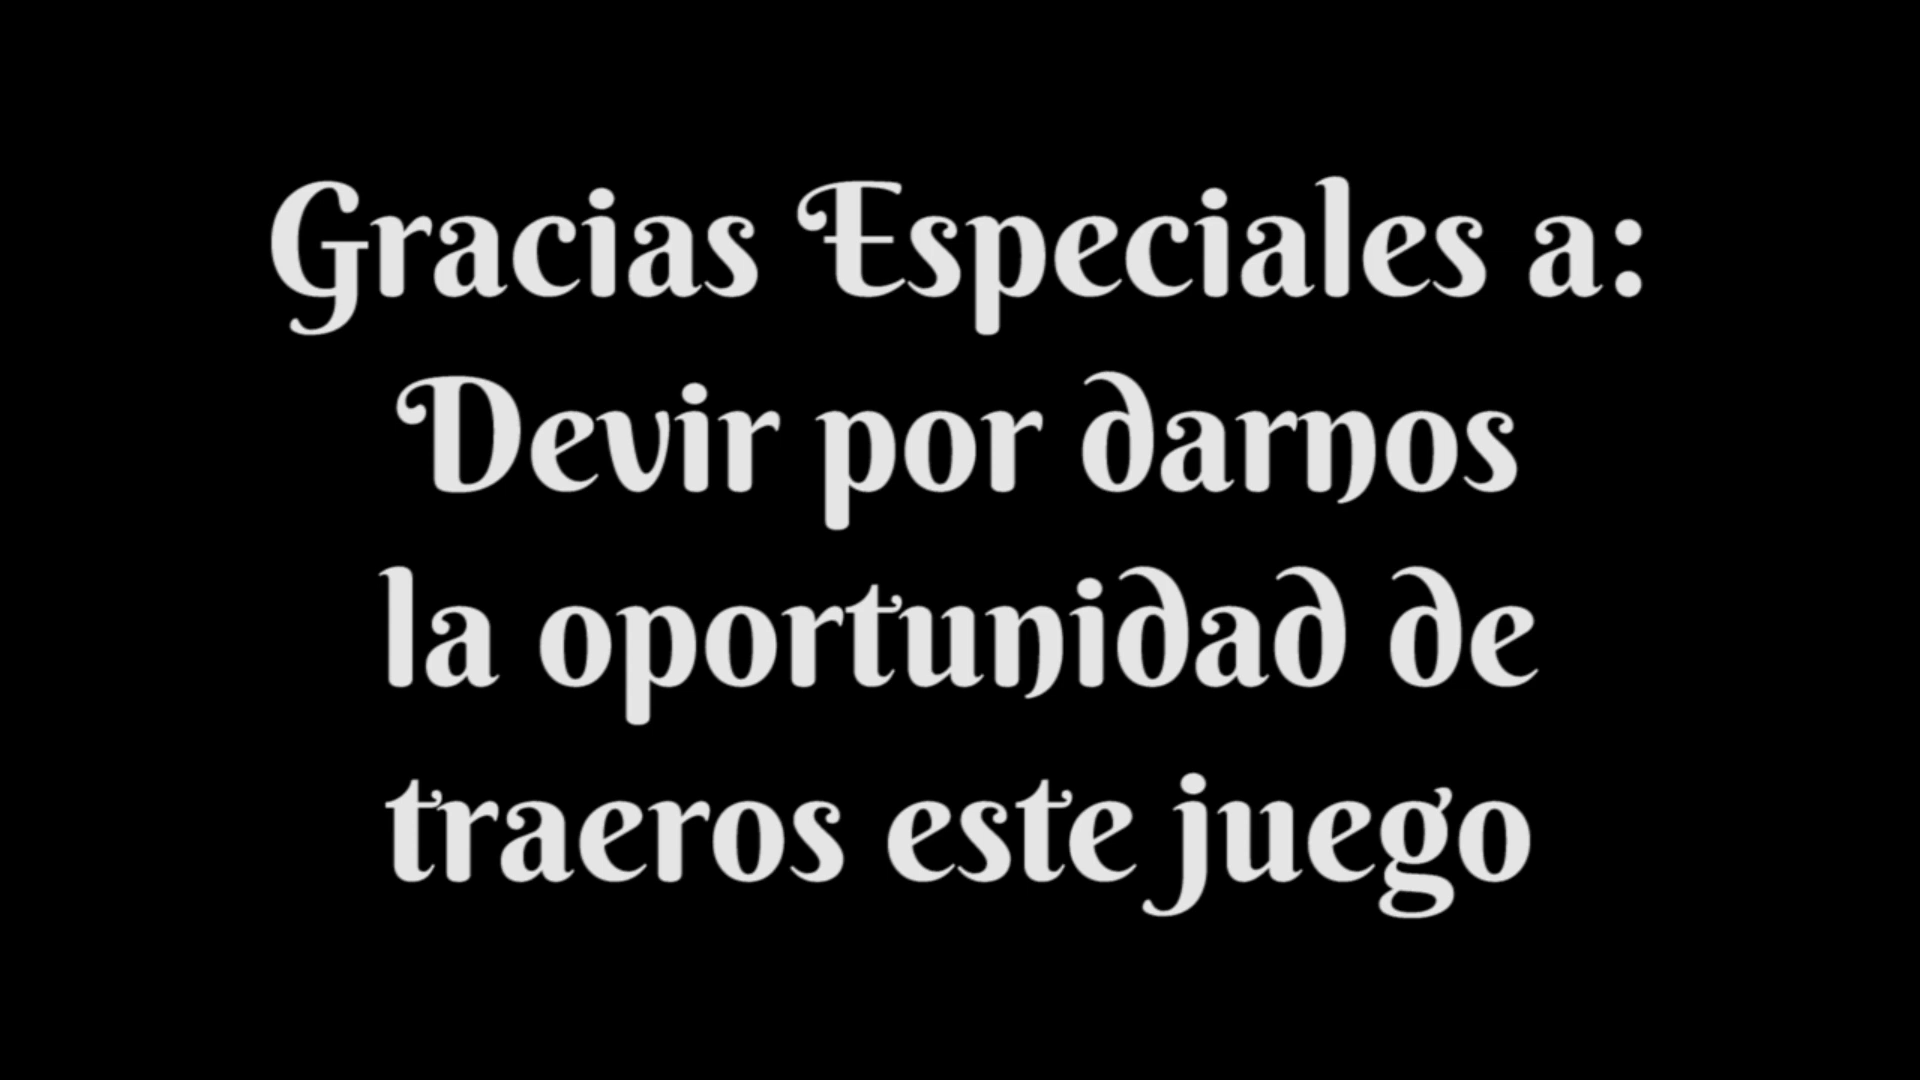 Gracias Especiales a:
Devir por darnos
la oportunidad de
traeros este juego